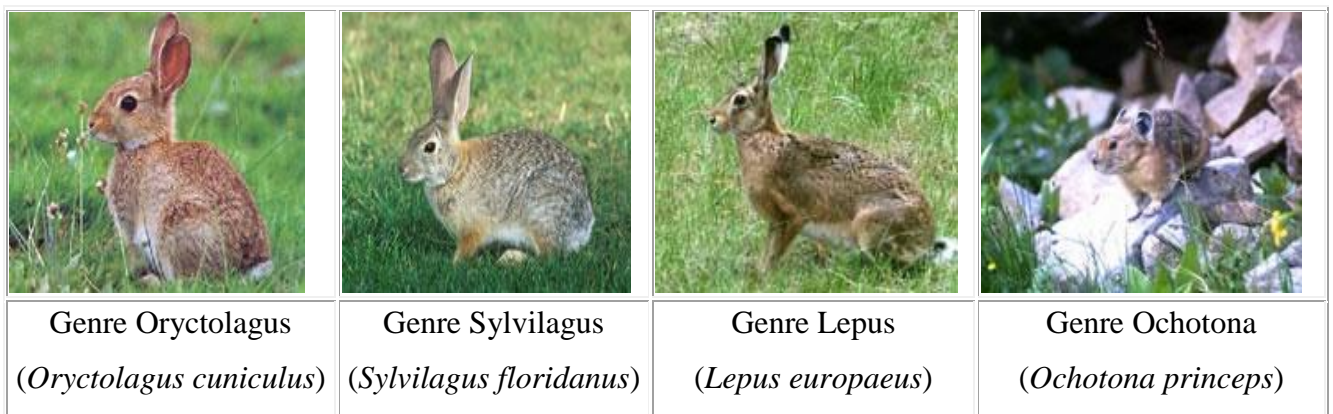 Genre Oryctolagus
(Oryctolagus cuniculus)
Genre Sylvilagus
(Sylvilagus floridanus)
Genre Lepus
(Lepus europaeus)
Genre Ochotona
(Ochotona princeps)